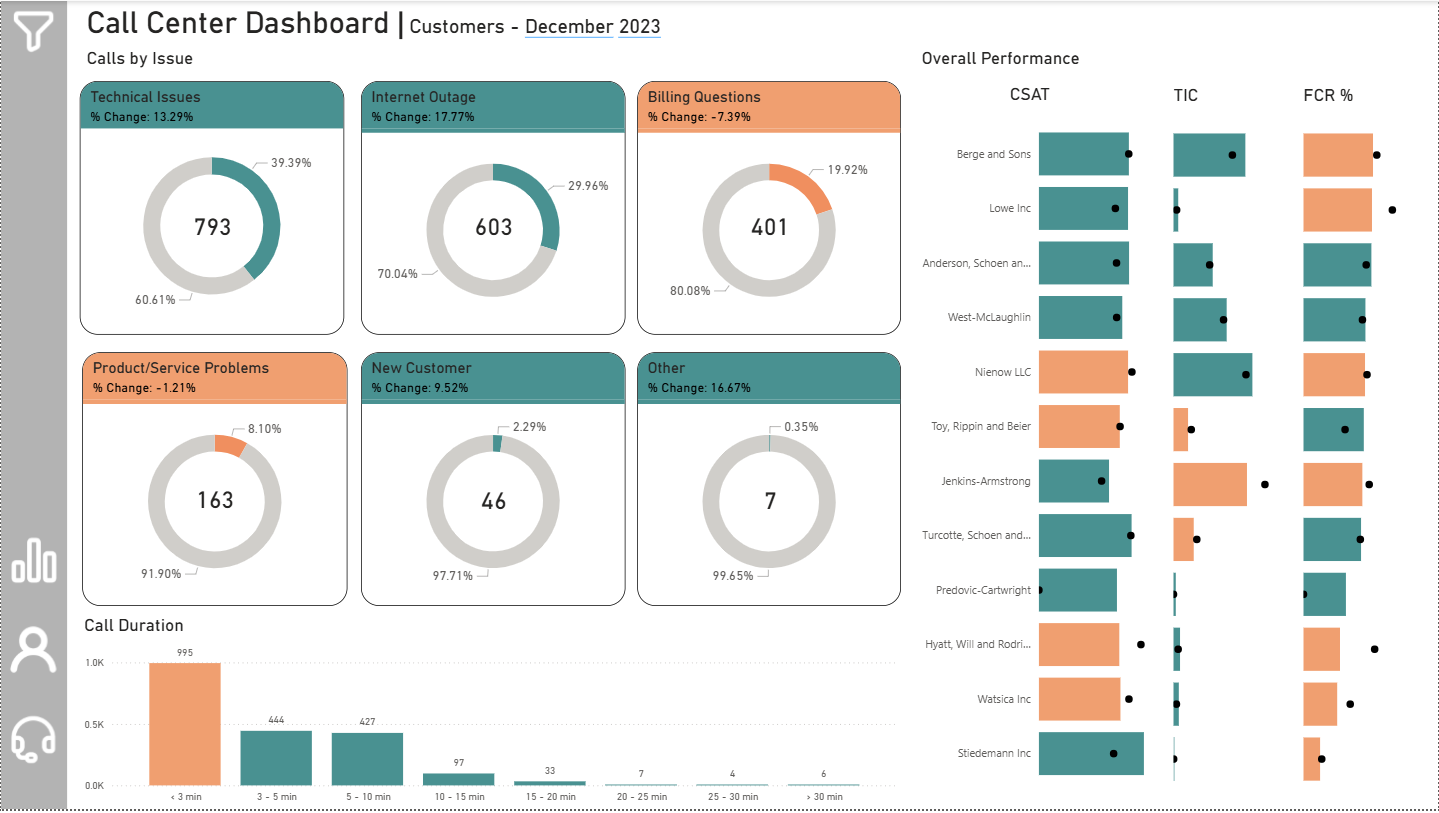 Call Center Dashboard | Customers - December 2023
Calls by Issue
Technical Issues
% Change: 13.29%
39.39%
793
60.61%
Internet Outage
% Change: 17.77%
29.96%
603
70.04%
Billing Questions
% Change: -7.39%
19.92%
401
80.08%
Product/Service Problems
% Change: -1.21%
8.10%
163
91.90%
New Customer
% Change: 9.52%
2.29%
46
97.71%
Other
% Change: 16.67%
0.35%
7
99.65%
Call Duration
1.0K
0.5K
0.0K
995
444
427
97
33
7
4
6
< 3 min
3 - 5 min
5 - 10 min
10 - 15 min
15 - 20 min
20 - 25 min
25 - 30 min
> 30 min
Overall Performance
CSAT
TIC
FCR %
Berge and Sons
Lowe Inc
Anderson, Schoen an...
West-McLaughlin
Nienow LLC
Toy, Rippin and Beier
Jenkins-Armstrong
Turcotte, Schoen and...
Predovic-Cartwright
Hyatt, Will and Rodri...
Watsica Inc
Stiedemann Inc